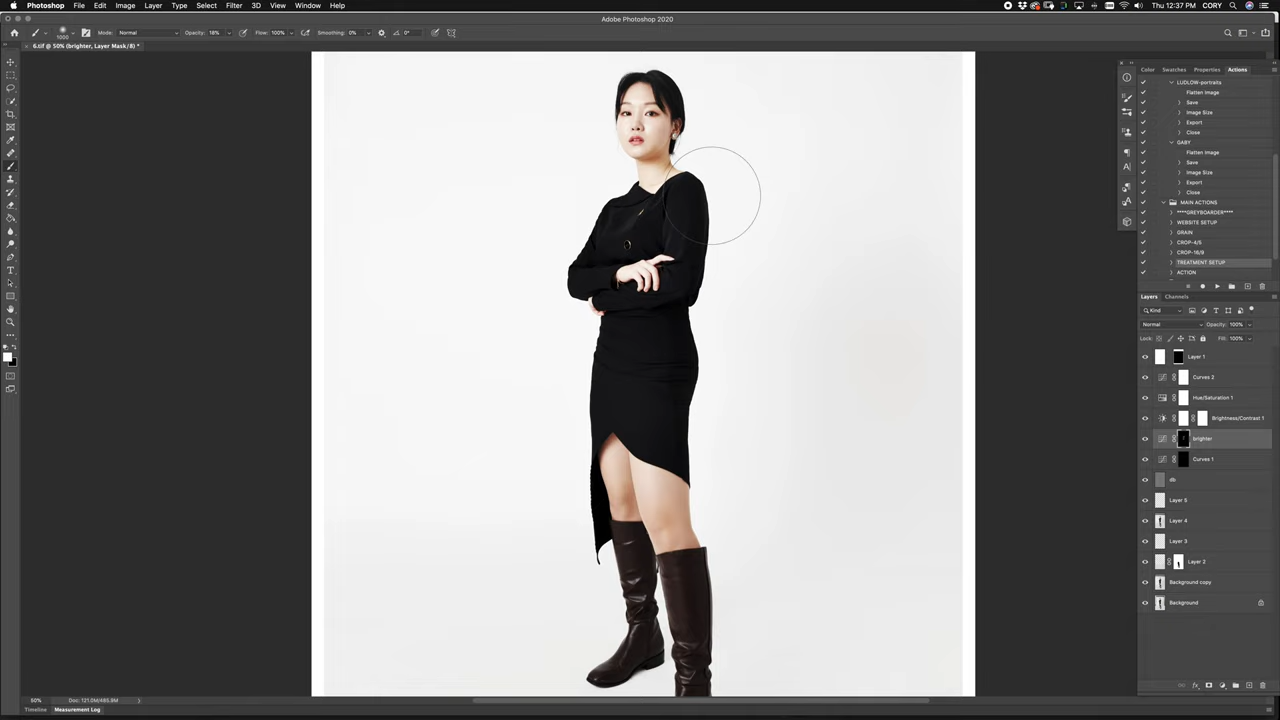 Photoshop File Edit Image Layer Type Select Filter 3D View Window Help
Thu 12:37 PM CORY
Adobe Photoshop 2020
1000 Mode: Normal Opacity: 18% Flow: 100% Smoothing: 0% 0°
6.tif @ 50% (brighter, Layer Mask/8) *
Color Swatches Properties Actions
LUDLOW-portraits
Flatten Image
Save
Image Size
Export
Close
GABY
Flatten Image
Save
Image Size
Export
Close
MAIN ACTIONS
****GREYBOARDER****
WEBSITE SETUP
GRAIN
CROP-4/5
CROP-16/9
TREATMENT SETUP
ACTION
Layers Channels
Kind
Normal Opacity: 100%
Lock: Fill: 100%
Layer 1
Curves 2
Hue/Saturation 1
Brightness/Contrast 1
brighter
Curves 1
db
Layer 5
Layer 4
Layer 3
Layer 2
Background copy
Background
50% Doc: 121.0M/485.9M
Timeline Measurement Log